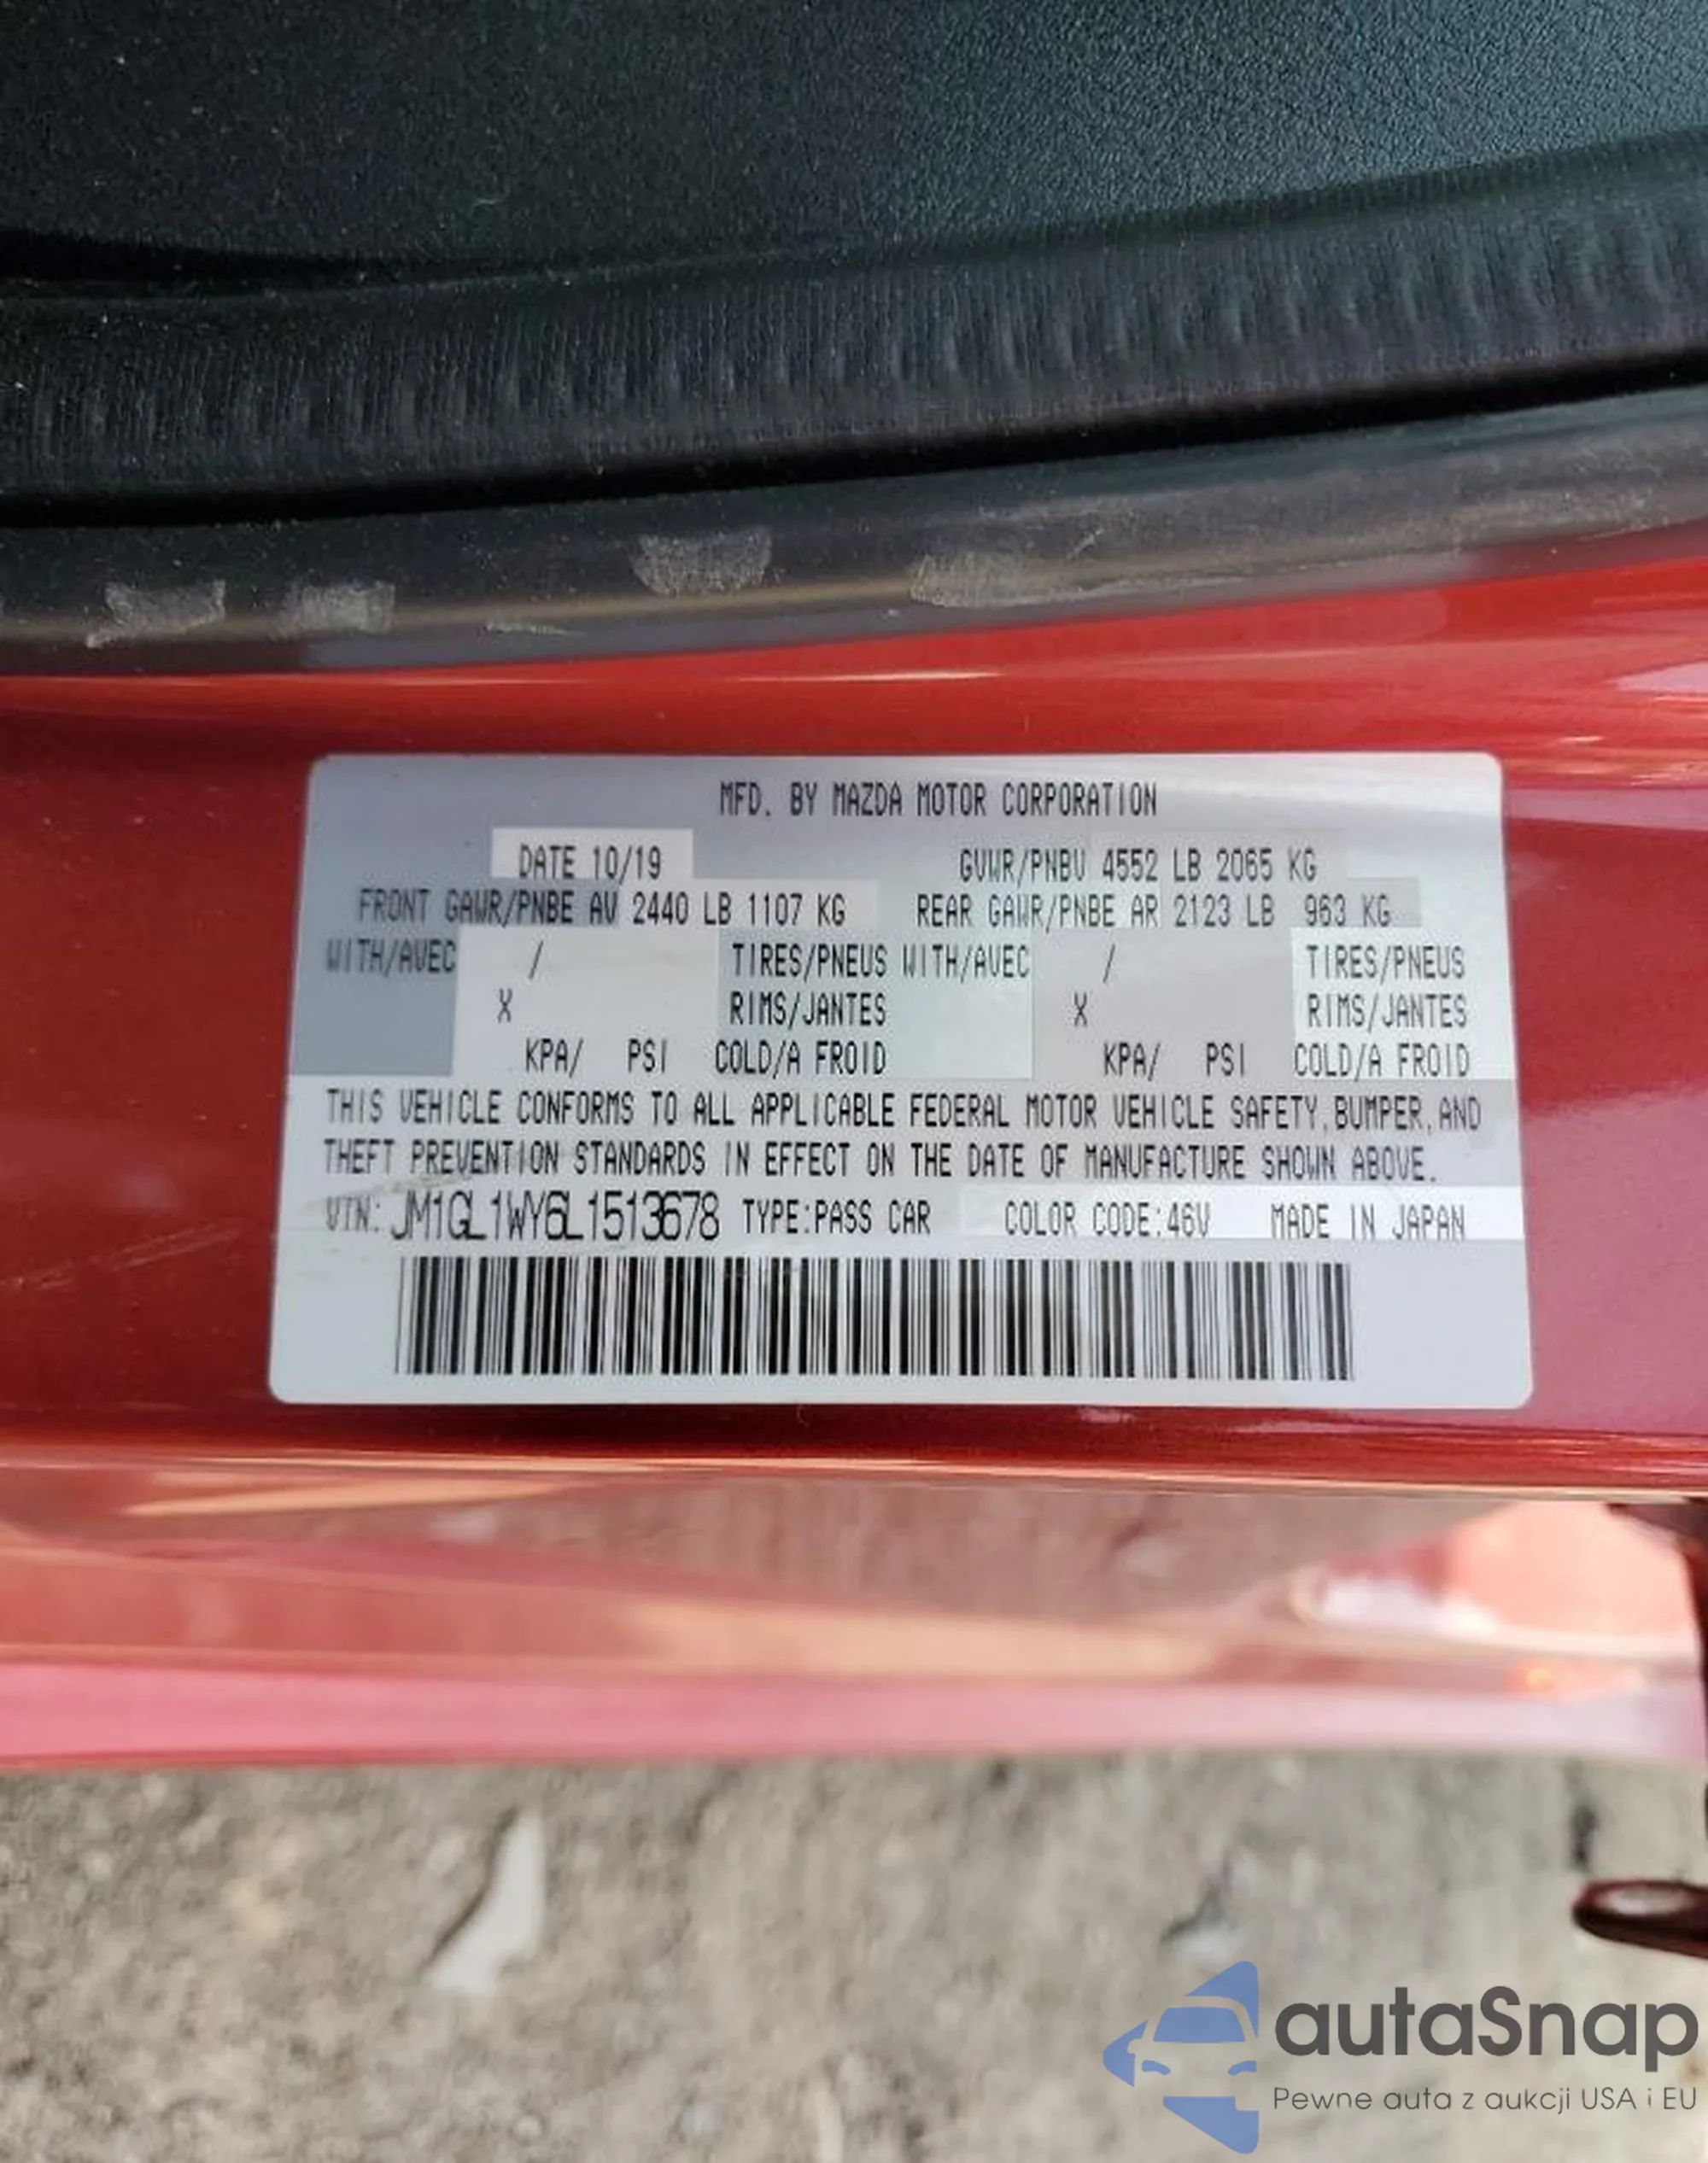 MFD. BY MAZDA MOTOR CORPORATION
DATE 10/19 GVWR/PNBV 4552 LB 2065 KG
FRONT GAWR/PNBE AV 2440 LB 1107 KG REAR GAWR/PNBE AR 2123 LB 963 KG
WITH/AVEC / TIRES/PNEUS WITH/AVEC / TIRES/PNEUS
X RIMS/JANTES X RIMS/JANTES
KPA/ PSI COLD/A FROID KPA/ PSI COLD/A FROID
THIS VEHICLE CONFORMS TO ALL APPLICABLE FEDERAL MOTOR VEHICLE SAFETY,BUMPER,AND
THEFT PREVENTION STANDARDS IN EFFECT ON THE DATE OF MANUFACTURE SHOWN ABOVE.
VIN: JM1GL1WY6L1513678 TYPE:PASS CAR COLOR CODE:46V MADE IN JAPAN
autaSnap
Pewne auta z aukcji USA i EU